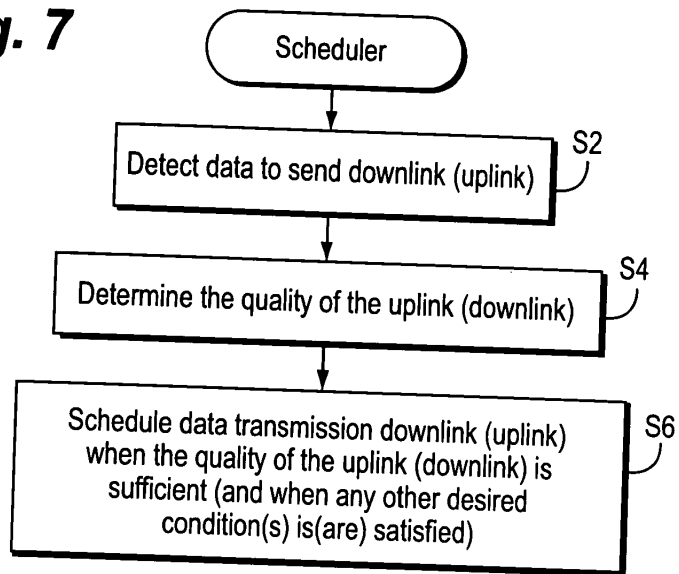 g. 7
Scheduler
Detect data to send downlink (uplink)
S2
Determine the quality of the uplink (downlink)
S4
Schedule data transmission downlink (uplink)
when the quality of the uplink (downlink) is
sufficient (and when any other desired
condition(s) is(are) satisfied)
S6